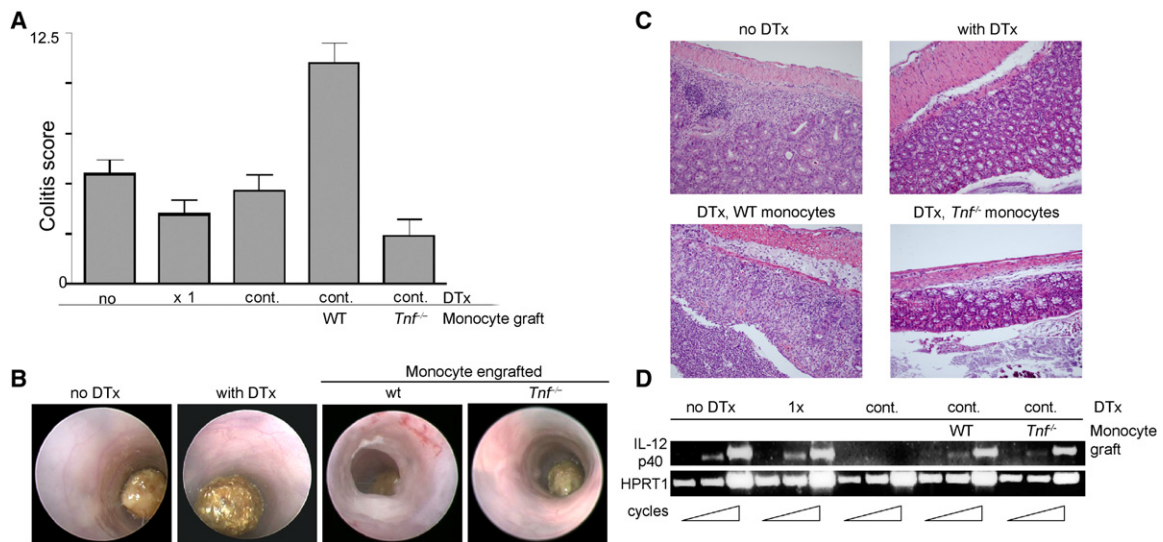 A
12.5
Colitis score
0
no x 1 cont. cont. cont. DTx
WT Tnf-/- Monocyte graft
B
Monocyte engrafted
no DTx with DTx wt Tnf-/-
C
no DTx with DTx
DTx, WT monocytes DTx, Tnf-/- monocytes
D
no DTx 1x cont. cont. cont. DTx
WT Tnf-/- Monocyte
graft
IL-12
p40
HPRT1
cycles